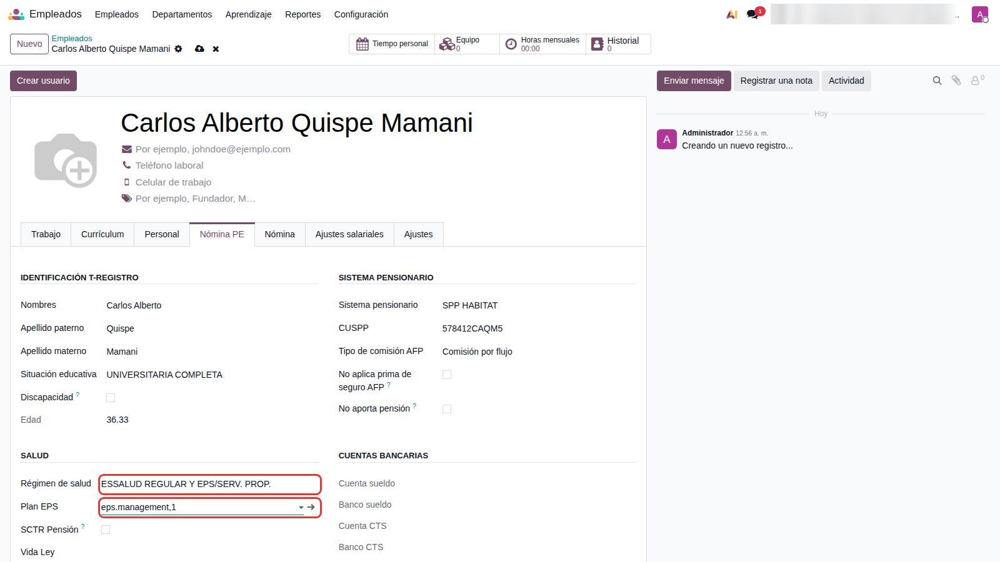 Empleados Empleados Departamentos Aprendizaje Reportes Configuración 1 A
Nuevo Empleados
Carlos Alberto Quispe Mamani
Tiempo personal
Equipo
0
Horas mensuales
00:00
Historial
0
Crear usuario
Enviar mensaje Registrar una nota Actividad 0
Hoy
A Administrador 12:56 a. m.
Creando un nuevo registro...
Carlos Alberto Quispe Mamani
Por ejemplo, johndoe@ejemplo.com
Teléfono laboral
Celular de trabajo
Por ejemplo, Fundador, M…
Trabajo Currículum Personal Nómina PE Nómina Ajustes salariales Ajustes
IDENTIFICACIÓN T-REGISTRO
Nombres Carlos Alberto
Apellido paterno Quispe
Apellido materno Mamani
Situación educativa UNIVERSITARIA COMPLETA
Discapacidad ?
Edad 36.33
SISTEMA PENSIONARIO
Sistema pensionario SPP HABITAT
CUSPP 578412CAQM5
Tipo de comisión AFP Comisión por flujo
No aplica prima de
seguro AFP ?
No aporta pensión ?
SALUD
Régimen de salud ESSALUD REGULAR Y EPS/SERV. PROP.
Plan EPS eps.management,1
SCTR Pensión ?
Vida Ley
CUENTAS BANCARIAS
Cuenta sueldo
Banco sueldo
Cuenta CTS
Banco CTS